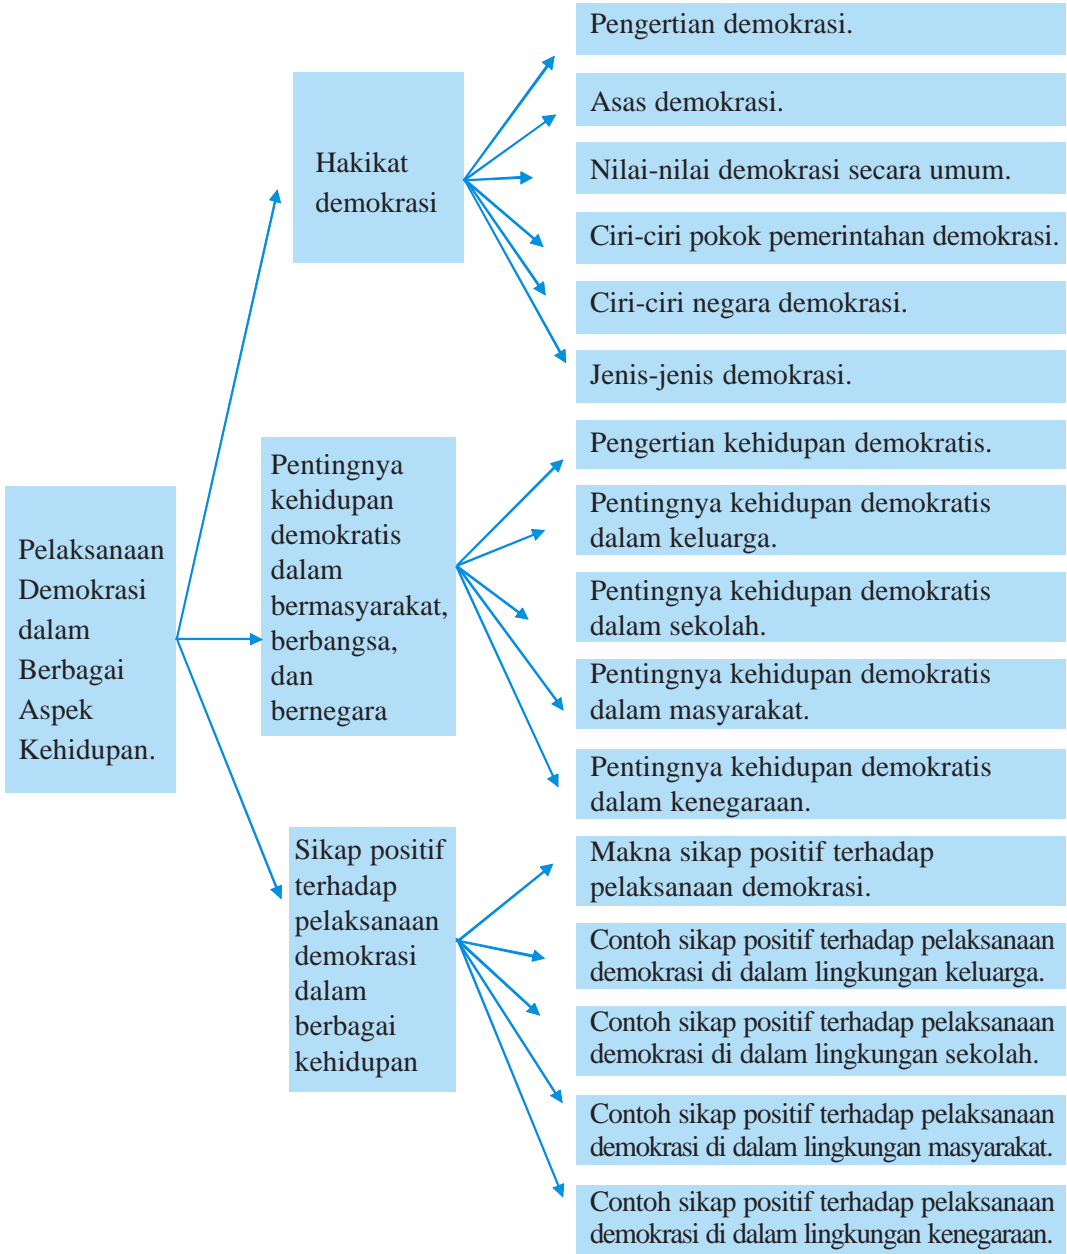 Pelaksanaan
Demokrasi
dalam
Berbagai
Aspek
Kehidupan.
Hakikat
demokrasi
Pengertian demokrasi.
Asas demokrasi.
Nilai-nilai demokrasi secara umum.
Ciri-ciri pokok pemerintahan demokrasi.
Ciri-ciri negara demokrasi.
Jenis-jenis demokrasi.
Pentingnya
kehidupan
demokratis
dalam
bermasyarakat,
berbangsa,
dan
bernegara
Pengertian kehidupan demokratis.
Pentingnya kehidupan demokratis
dalam keluarga.
Pentingnya kehidupan demokratis
dalam sekolah.
Pentingnya kehidupan demokratis
dalam masyarakat.
Pentingnya kehidupan demokratis
dalam kenegaraan.
Sikap positif
terhadap
pelaksanaan
demokrasi
dalam
berbagai
kehidupan
Makna sikap positif terhadap
pelaksanaan demokrasi.
Contoh sikap positif terhadap pelaksanaan
demokrasi di dalam lingkungan keluarga.
Contoh sikap positif terhadap pelaksanaan
demokrasi di dalam lingkungan sekolah.
Contoh sikap positif terhadap pelaksanaan
demokrasi di dalam lingkungan masyarakat.
Contoh sikap positif terhadap pelaksanaan
demokrasi di dalam lingkungan kenegaraan.